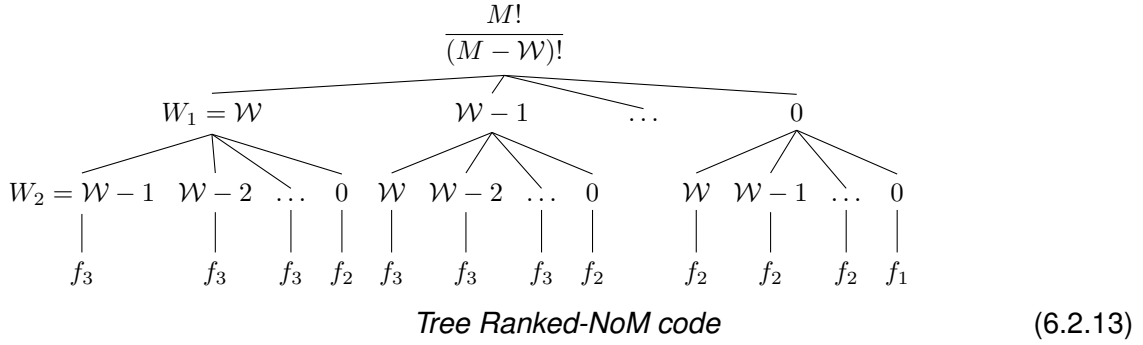 M!
(M − 𝒲)!
W₁ = 𝒲 𝒲 − 1 … 0
W₂ = 𝒲 − 1 𝒲 − 2 … 0 𝒲 𝒲 − 2 … 0 𝒲 𝒲 − 1 … 0
f₃ f₃ f₃ f₂ f₃ f₃ f₃ f₂ f₂ f₂ f₂ f₁
Tree Ranked-NoM code (6.2.13)